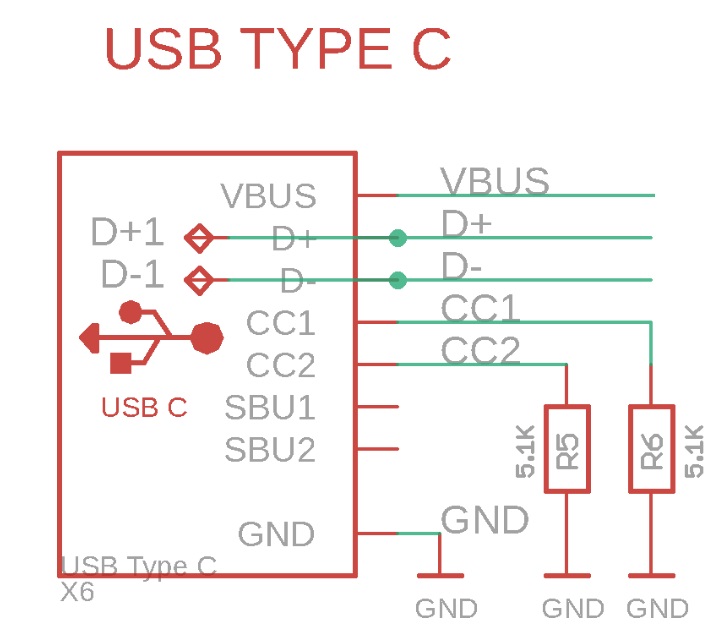 USB TYPE C
VBUS VBUS
D+1 D+ D+
D-1 D- D-
CC1 CC1
CC2 CC2
USB C
SBU1
SBU2
5.1K R5 R6 5.1K
GND GND
USB Type C
X6
GND GND GND